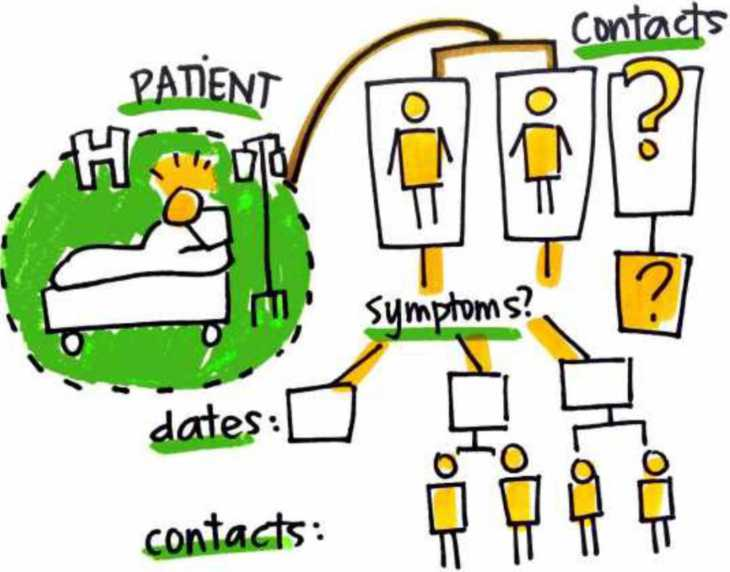 contacts
PATIENT
H
?
?
symptoms?
dates:
contacts: